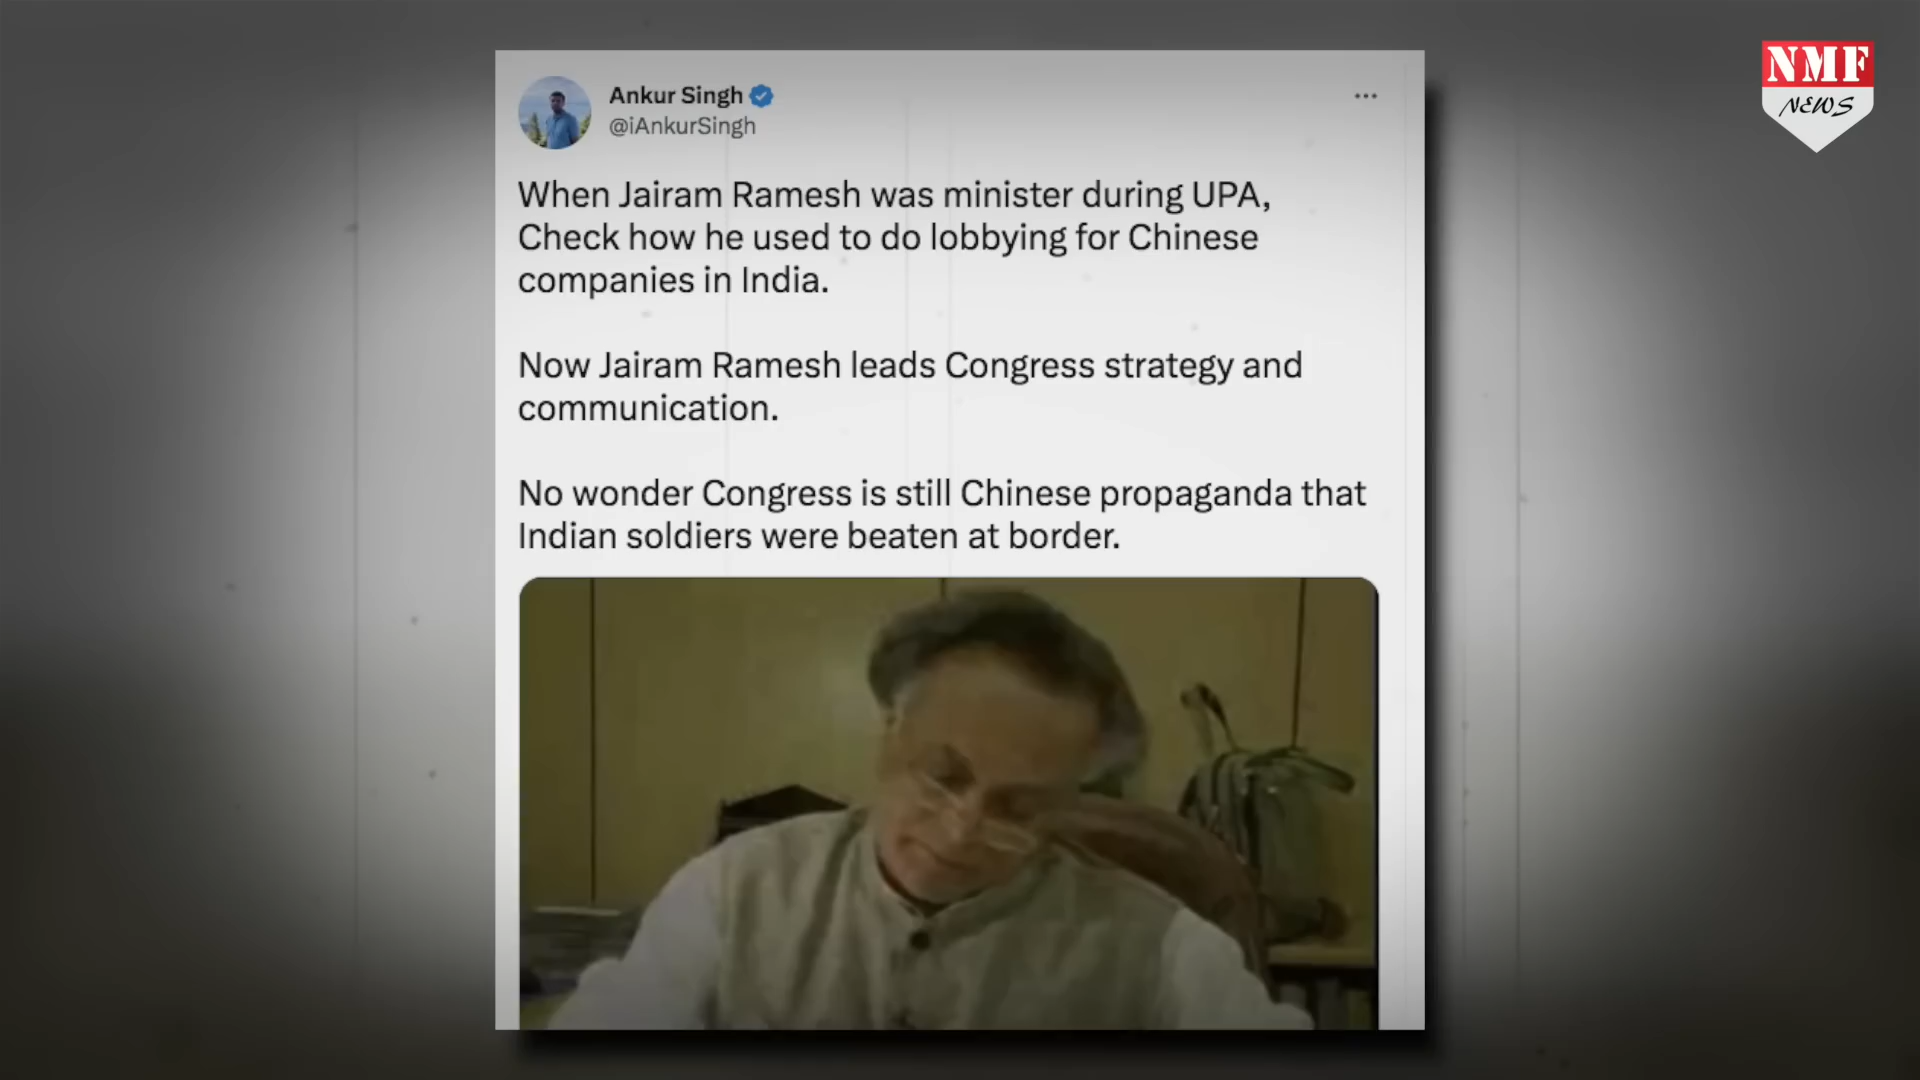 NMF
NEWS
Ankur Singh
@iAnkurSingh
When Jairam Ramesh was minister during UPA,
Check how he used to do lobbying for Chinese
companies in India.
Now Jairam Ramesh leads Congress strategy and
communication.
No wonder Congress is still Chinese propaganda that
Indian soldiers were beaten at border.